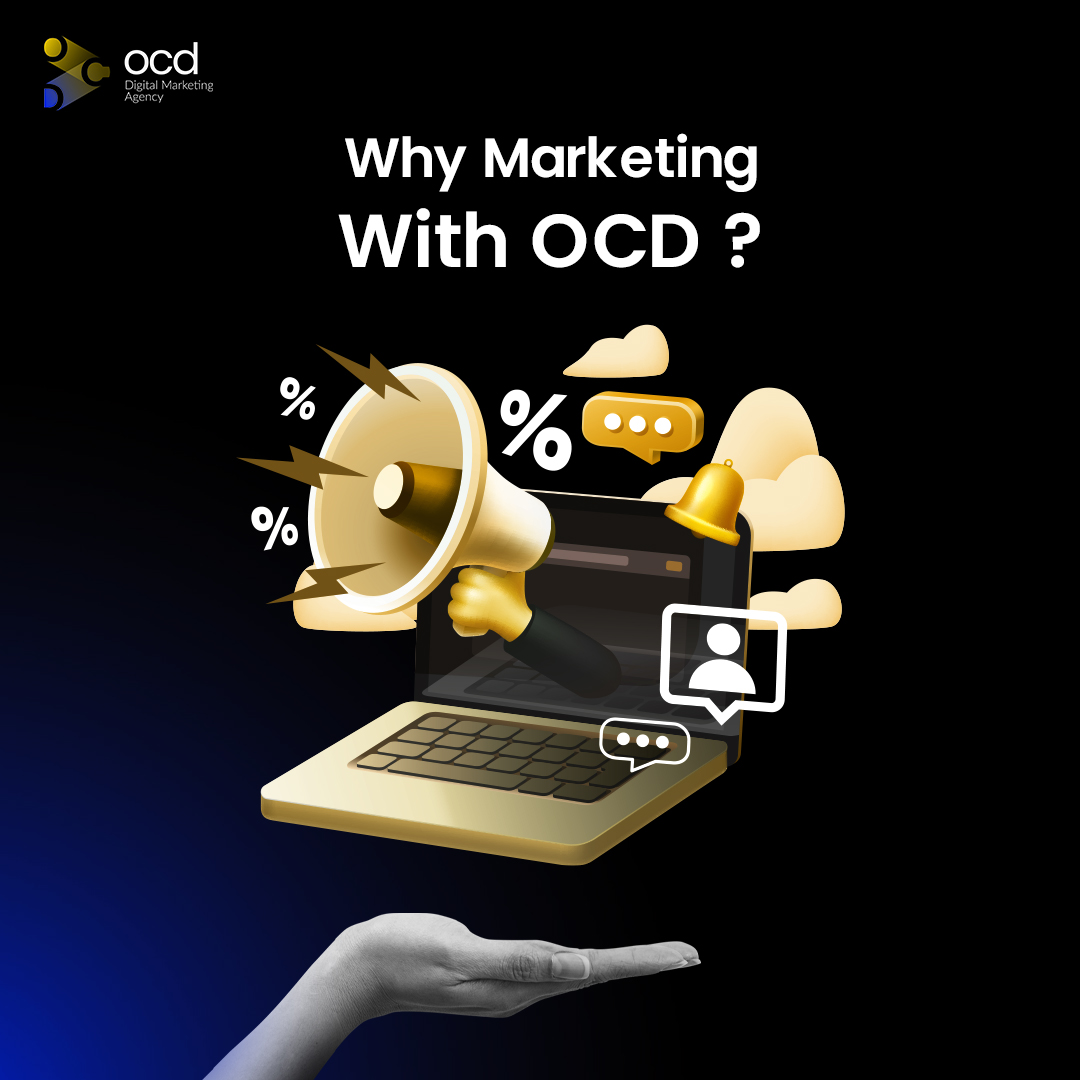 ocd
Digital Marketing
Agency
Why Marketing
With OCD ?
%
%
%